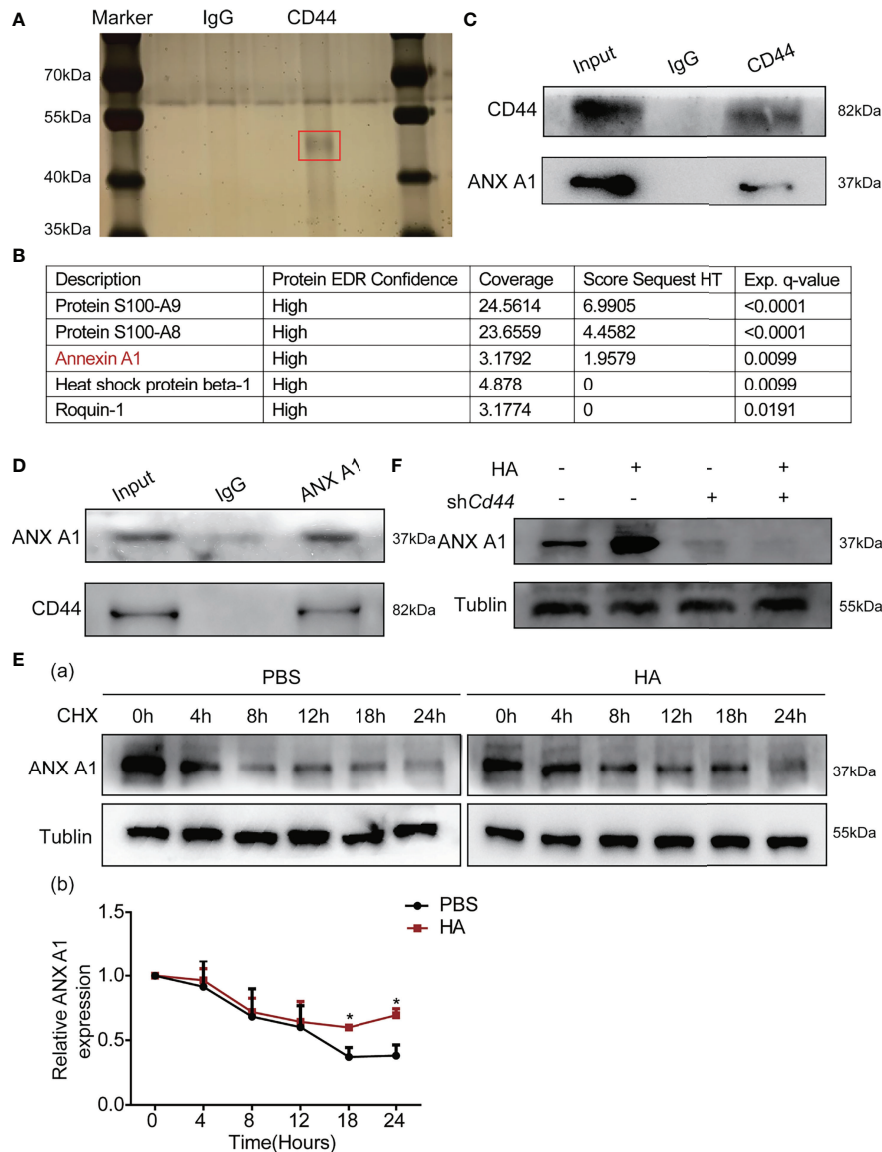 A
Marker IgG CD44
70kDa
55kDa
40kDa
35kDa
B
Description Protein EDR Confidence Coverage Score Sequest HT Exp. q-value
Protein S100-A9 High 24.5614 6.9905 <0.0001
Protein S100-A8 High 23.6559 4.4582 <0.0001
Annexin A1 High 3.1792 1.9579 0.0099
Heat shock protein beta-1 High 4.878 0 0.0099
Roquin-1 High 3.1774 0 0.0191
C
Input IgG CD44
CD44 82kDa
ANX A1 37kDa
D
Input IgG ANX A1
ANX A1 37kDa
CD44 82kDa
F
HA - + - +
shCd44 - - + +
ANX A1 37kDa
Tublin 55kDa
E
(a)
PBS HA
CHX 0h 4h 8h 12h 18h 24h 0h 4h 8h 12h 18h 24h
ANX A1 37kDa
Tublin 55kDa
(b)
PBS
HA
Relative ANX A1
expression
1.5
1.0
0.5
0.0
* *
0 4 8 12 18 24
Time(Hours)